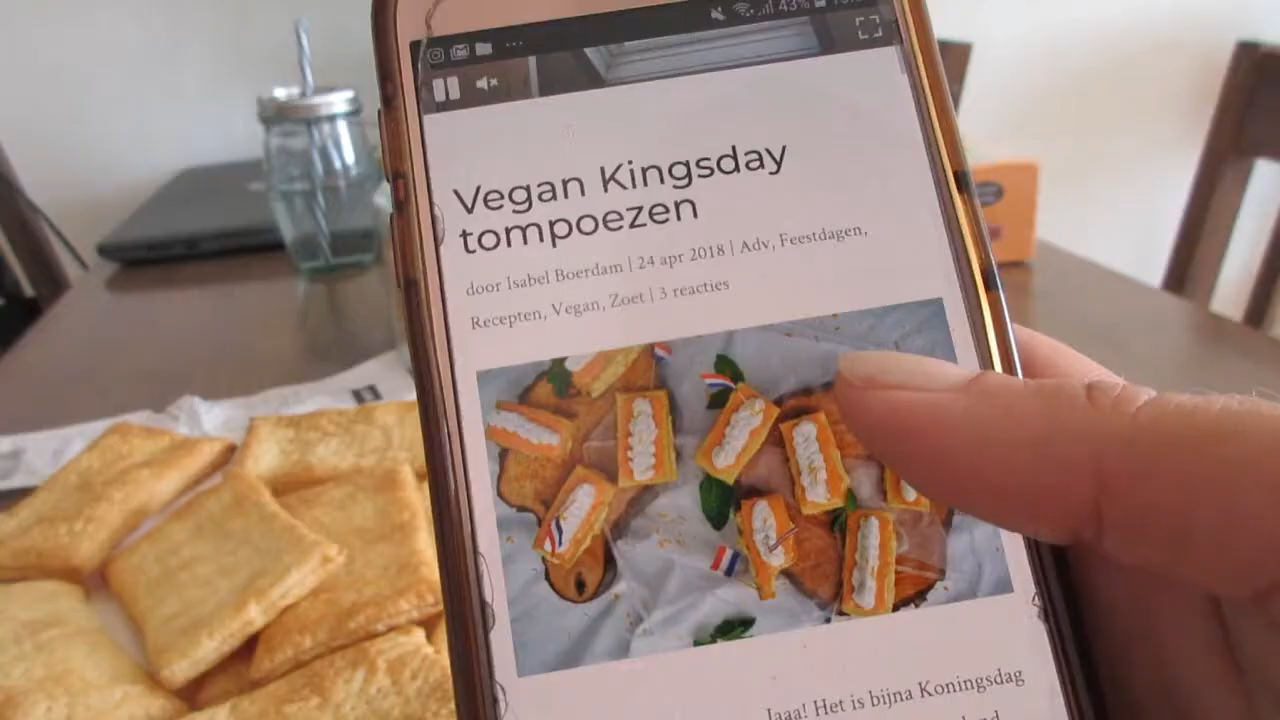 43%
Vegan Kingsday
tompoezen
door Isabel Boerdam | 24 apr 2018 | Adv, Feestdagen,
Recepten, Vegan, Zoet | 3 reacties
Jaaa! Het is bijna Koningsdag